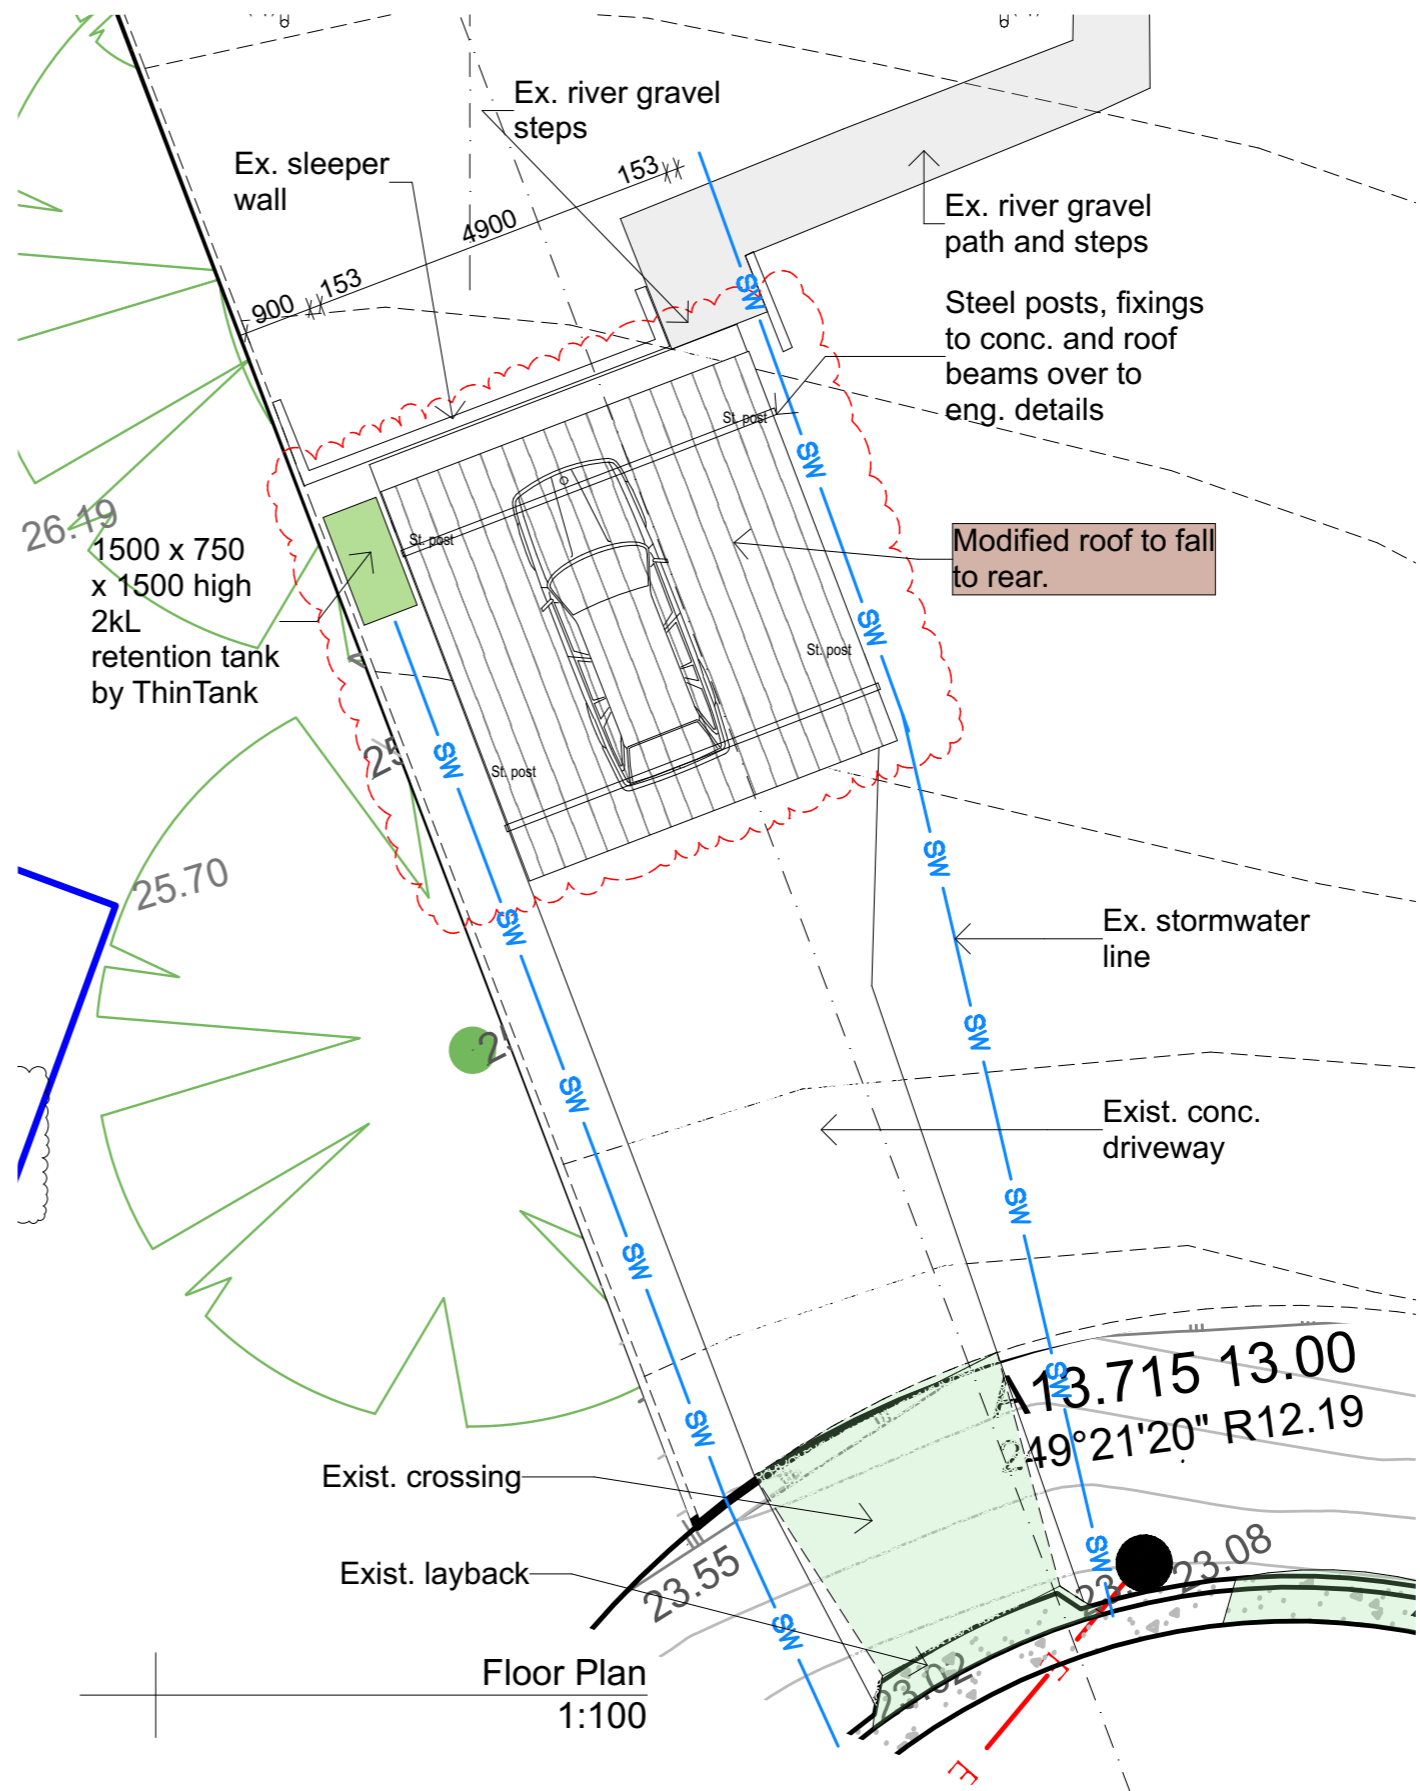 Ex. river gravel
steps
Ex. sleeper
wall
153
4900
153
900
Ex. river gravel
path and steps
Steel posts, fixings
to conc. and roof
beams over to
eng. details
SW
St. post
SW
26.19
1500 x 750
x 1500 high
2kL
retention tank
by ThinTank
St. post
Modified roof to fall
to rear.
SW
St. post
SW
St. post
25.70
SW
SW
Ex. stormwater
line
SW
SW
Exist. conc.
driveway
SW
SW
SW
A13.715 13.00
249°21'20" R12.19
SW
Exist. crossing
Exist. layback
23.55
SW
23.08
SW
23.02
Floor Plan
1:100
E
E